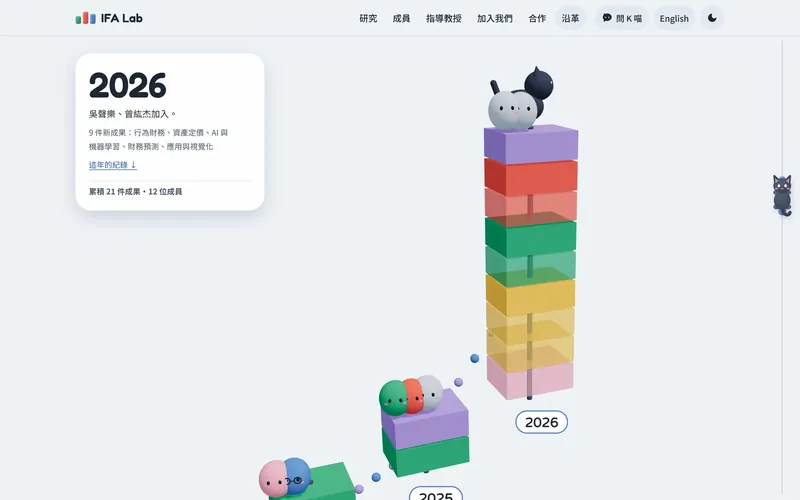 IFA Lab
研究
成員
指導教授
加入我們
合作
沿革
問 K 喵
English
2026
吳聲樂、曾紘杰加入。
9 件新成果：行為財務、資產定價、AI 與
機器學習、財務預測、應用與視覺化
這年的紀錄 ↓
累積 21 件成果・12 位成員
2026
2025